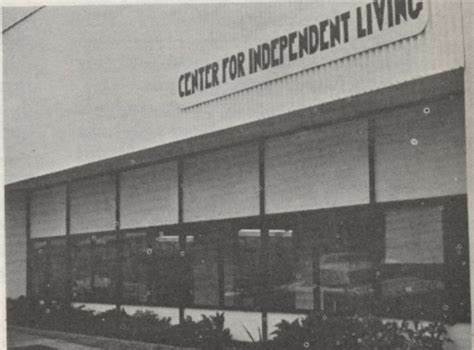 CENTER FOR INDEPENDENT LIVING